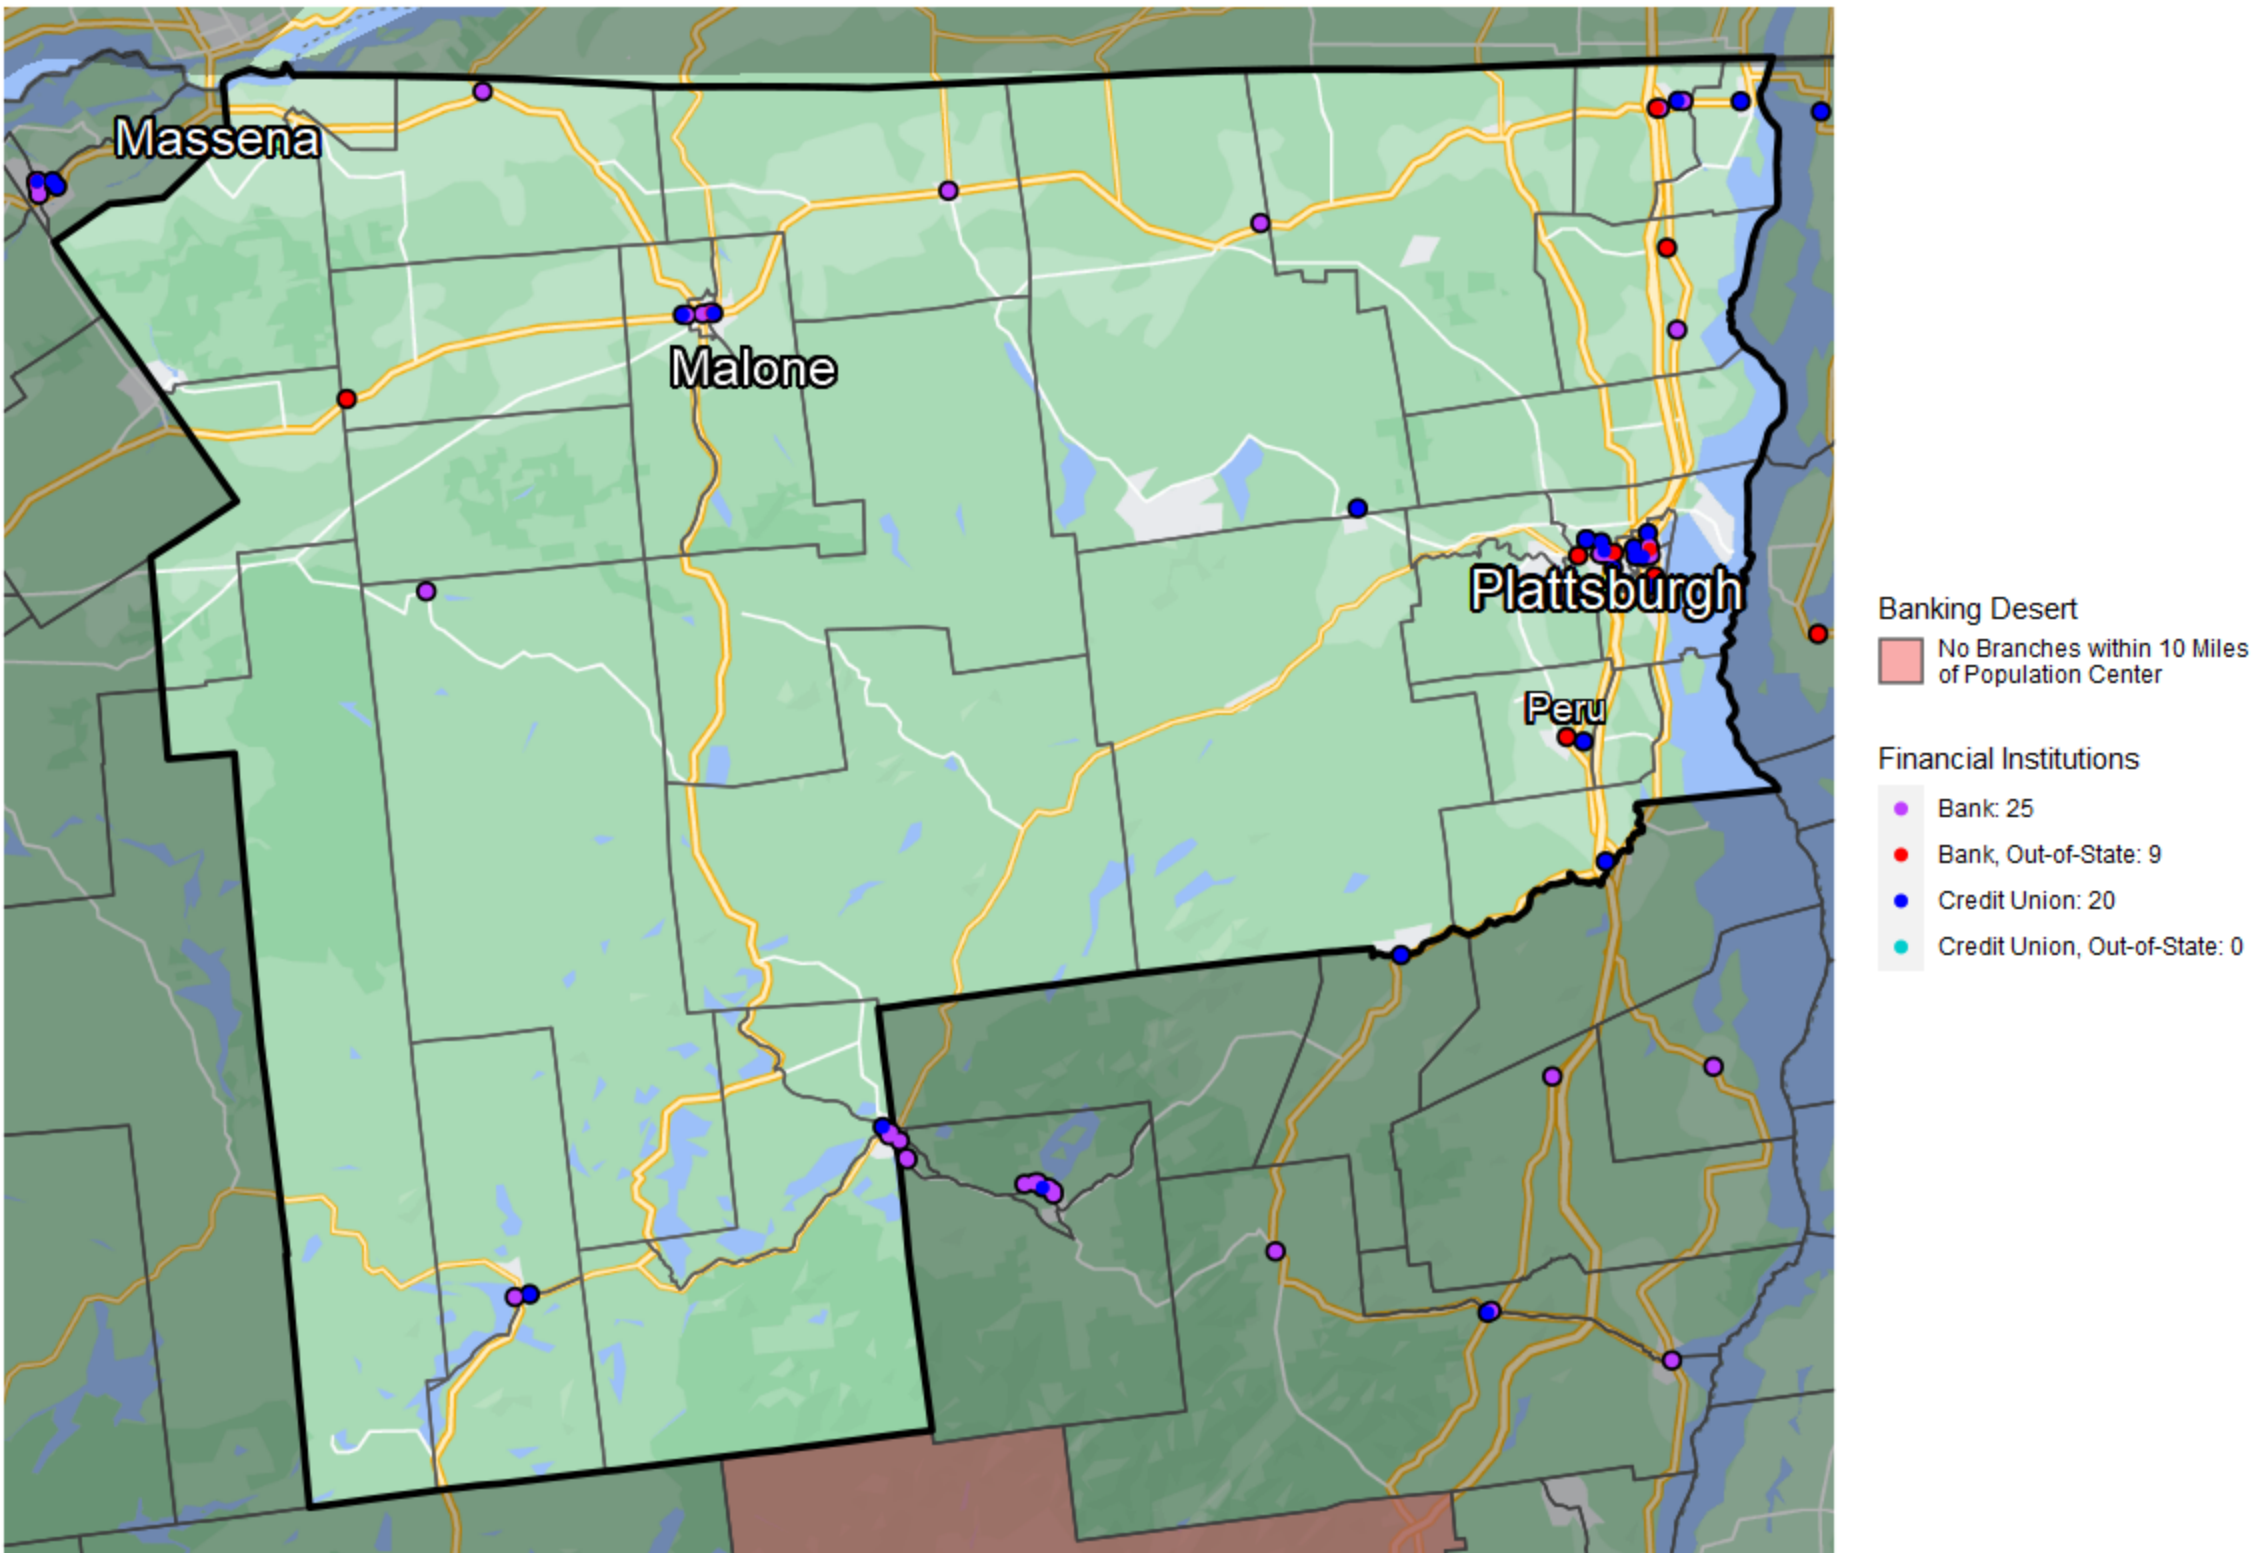 Massena
Malone
Plattsburgh
Peru
Banking Desert
No Branches within 10 Miles
of Population Center
Financial Institutions
Bank: 25
Bank, Out-of-State: 9
Credit Union: 20
Credit Union, Out-of-State: 0